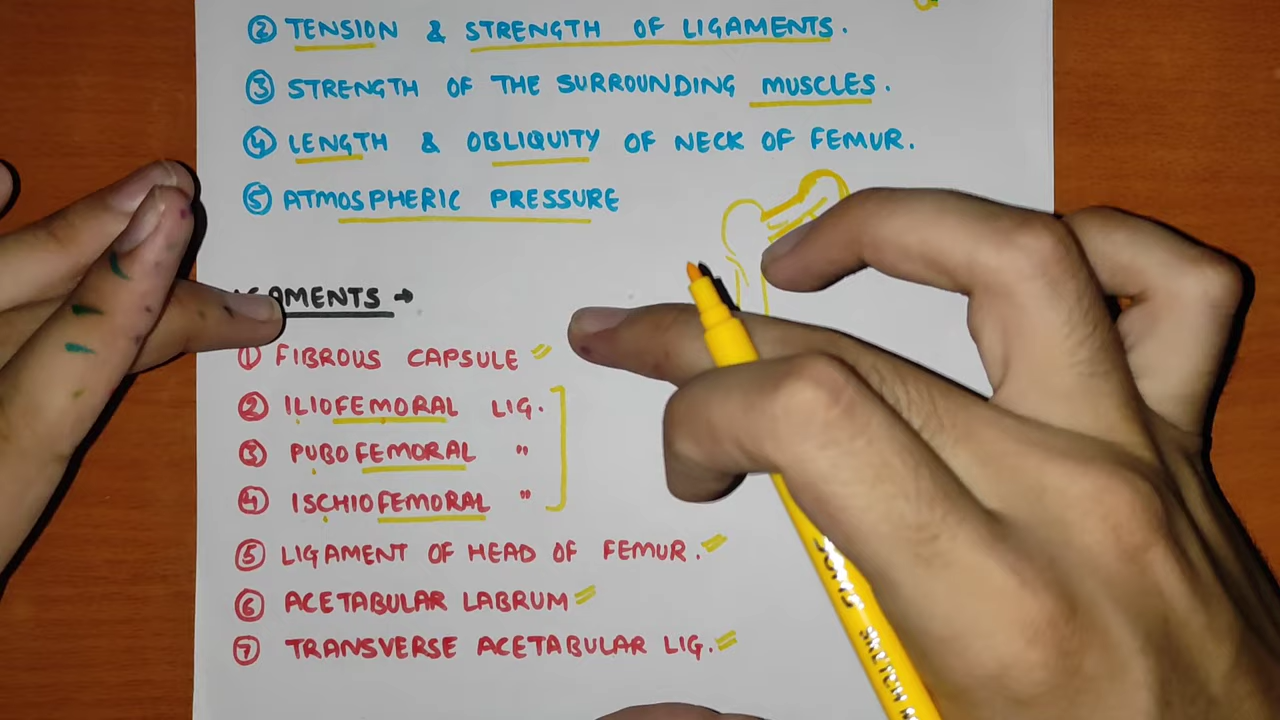 ② TENSION & STRENGTH OF LIGAMENTS.
③ STRENGTH OF THE SURROUNDING MUSCLES.
④ LENGTH & OBLIQUITY OF NECK OF FEMUR.
⑤ ATMOSPHERIC PRESSURE
LIGAMENTS →
① FIBROUS CAPSULE
② ILIOFEMORAL LIG.
③ PUBOFEMORAL "
④ ISCHIOFEMORAL "
⑤ LIGAMENT OF HEAD OF FEMUR.
⑥ ACETABULAR LABRUM
⑦ TRANSVERSE ACETABULAR LIG.